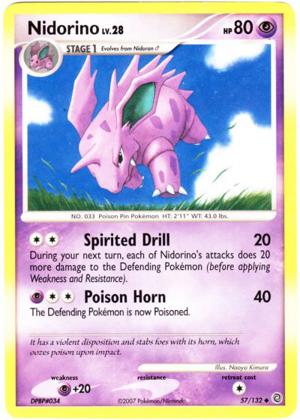 Nidorino LV.28 HP 80
STAGE 1 Evolves from Nidoran ♂
NO. 033 Poison Pin Pokémon HT: 2'11" WT: 43.0 lbs.
Spirited Drill 20
During your next turn, each of Nidorino's attacks does 20
more damage to the Defending Pokémon (before applying
Weakness and Resistance).
Poison Horn 40
The Defending Pokémon is now Poisoned.
It has a violent disposition and stabs foes with its horn, which
oozes poison upon impact.
Illus. Naoyo Kimura
weakness resistance retreat cost
+20
DPBP#034 ©2007 Pokémon/Nintendo 57/132